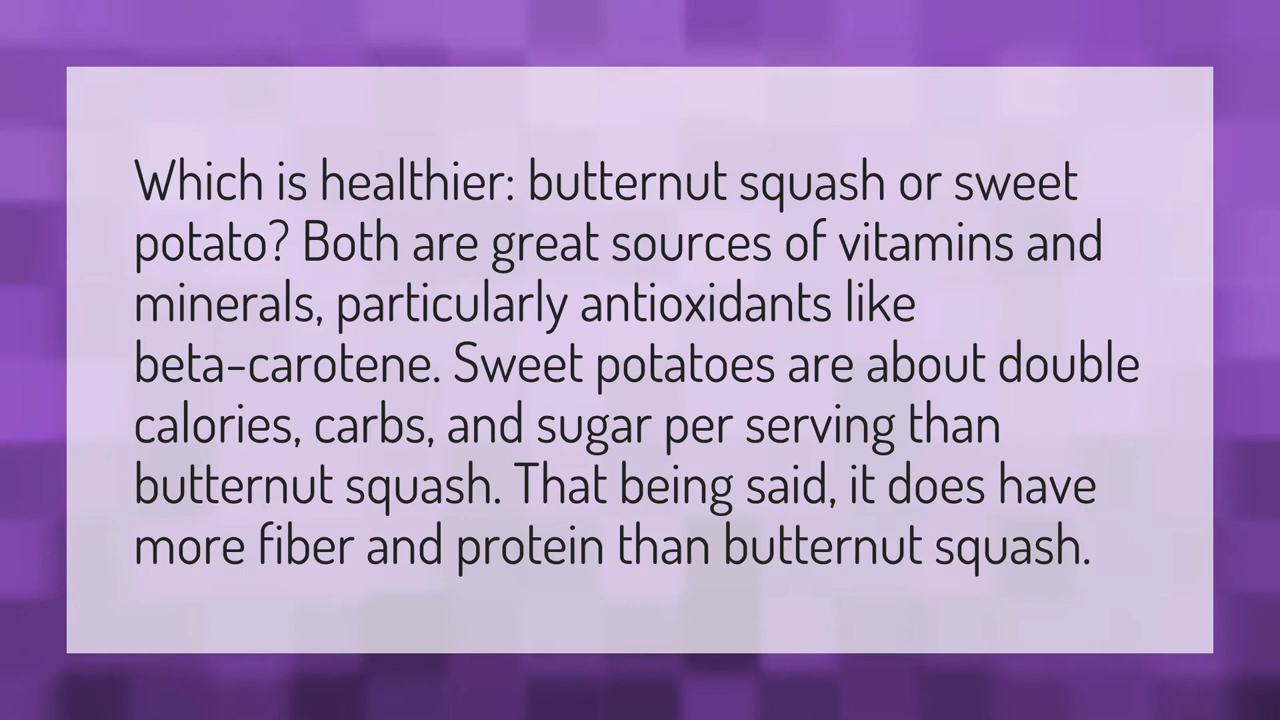 Which is healthier: butternut squash or sweet
potato? Both are great sources of vitamins and
minerals, particularly antioxidants like
beta-carotene. Sweet potatoes are about double
calories, carbs, and sugar per serving than
butternut squash. That being said, it does have
more fiber and protein than butternut squash.